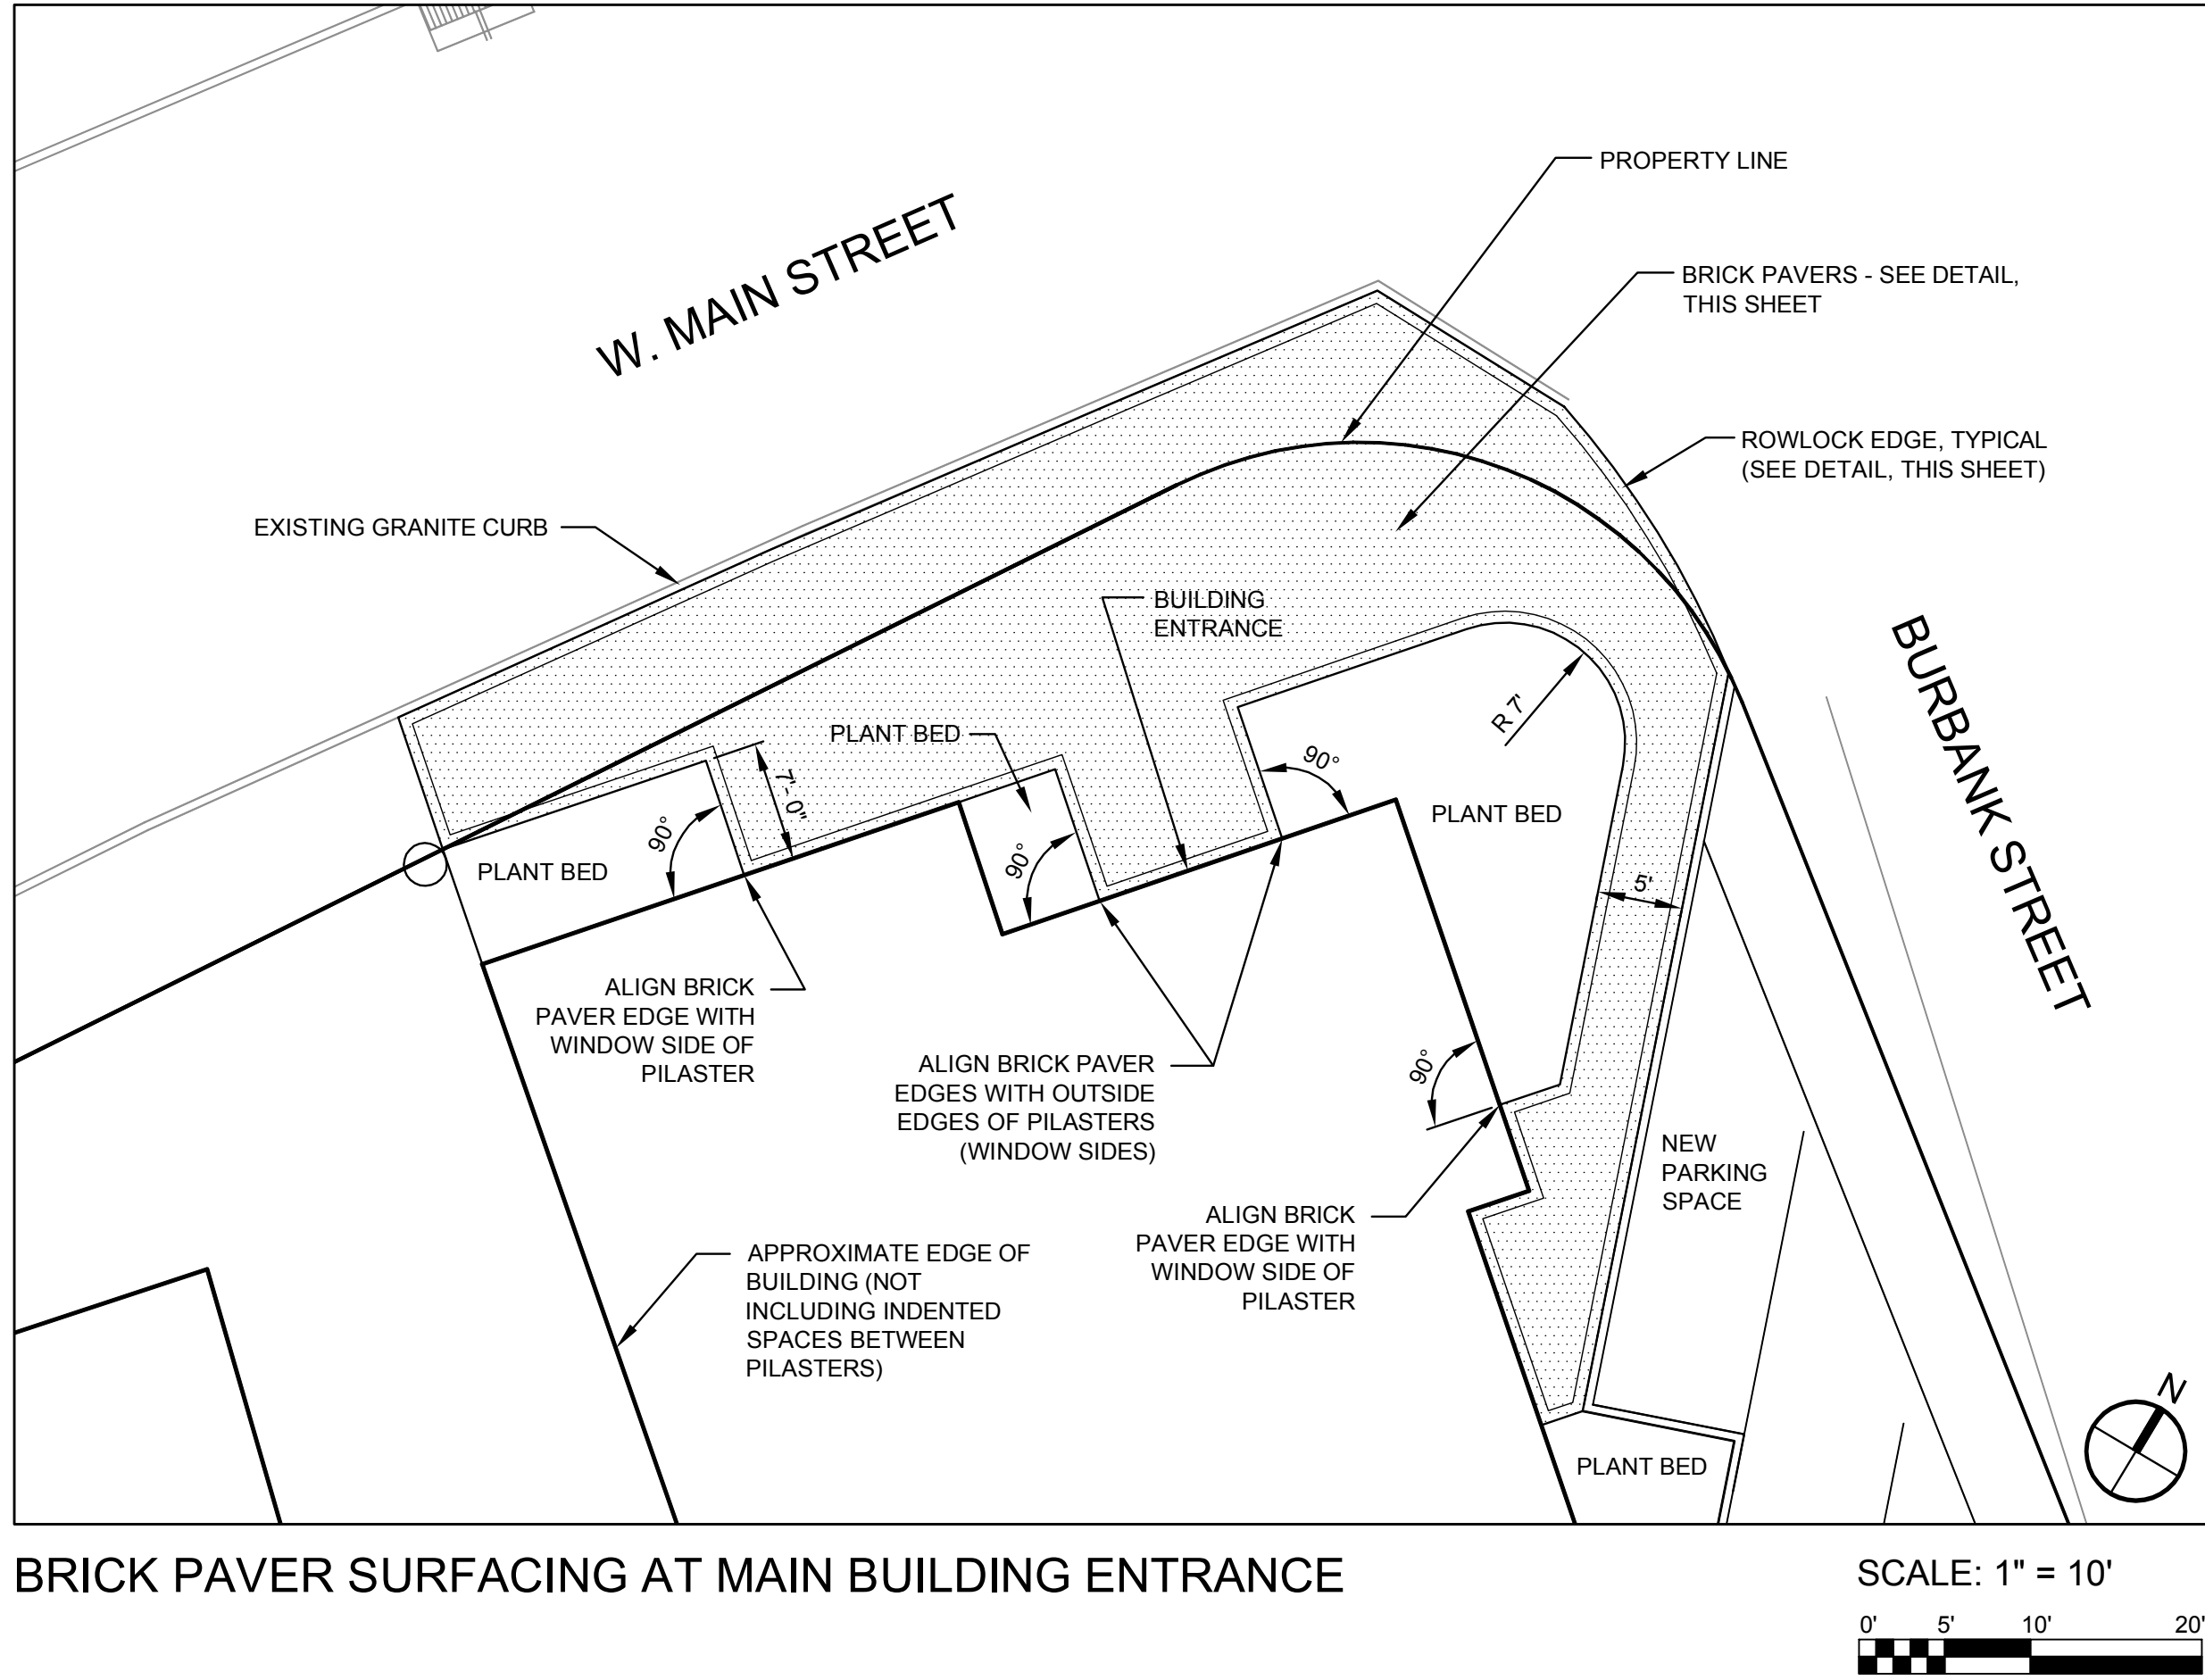 PROPERTY LINE
W. MAIN STREET
BRICK PAVERS - SEE DETAIL,
THIS SHEET
ROWLOCK EDGE, TYPICAL
(SEE DETAIL, THIS SHEET)
EXISTING GRANITE CURB
BUILDING
ENTRANCE
BURBANK STREET
R 7'
PLANT BED
90°
7'- 0"
PLANT BED
90°
PLANT BED
90°
5'
ALIGN BRICK
PAVER EDGE WITH
WINDOW SIDE OF
PILASTER
ALIGN BRICK PAVER
EDGES WITH OUTSIDE
EDGES OF PILASTERS
(WINDOW SIDES)
90°
NEW
PARKING
SPACE
ALIGN BRICK
PAVER EDGE WITH
WINDOW SIDE OF
PILASTER
APPROXIMATE EDGE OF
BUILDING (NOT
INCLUDING INDENTED
SPACES BETWEEN
PILASTERS)
N
PLANT BED
BRICK PAVER SURFACING AT MAIN BUILDING ENTRANCE
SCALE: 1" = 10'
0' 5' 10' 20'